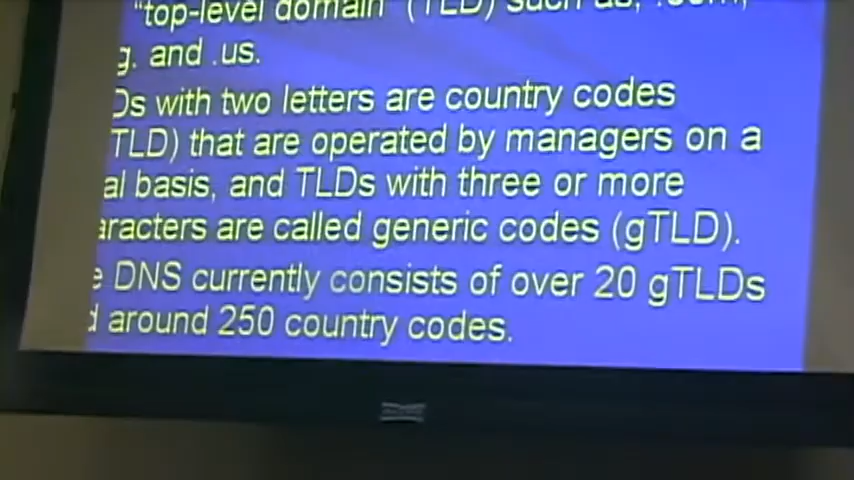 "top-level domain" (TLD) such as, .com,
g. and .us.
Ds with two letters are country codes
TLD) that are operated by managers on a
al basis, and TLDs with three or more
aracters are called generic codes (gTLD).
e DNS currently consists of over 20 gTLDs
d around 250 country codes.